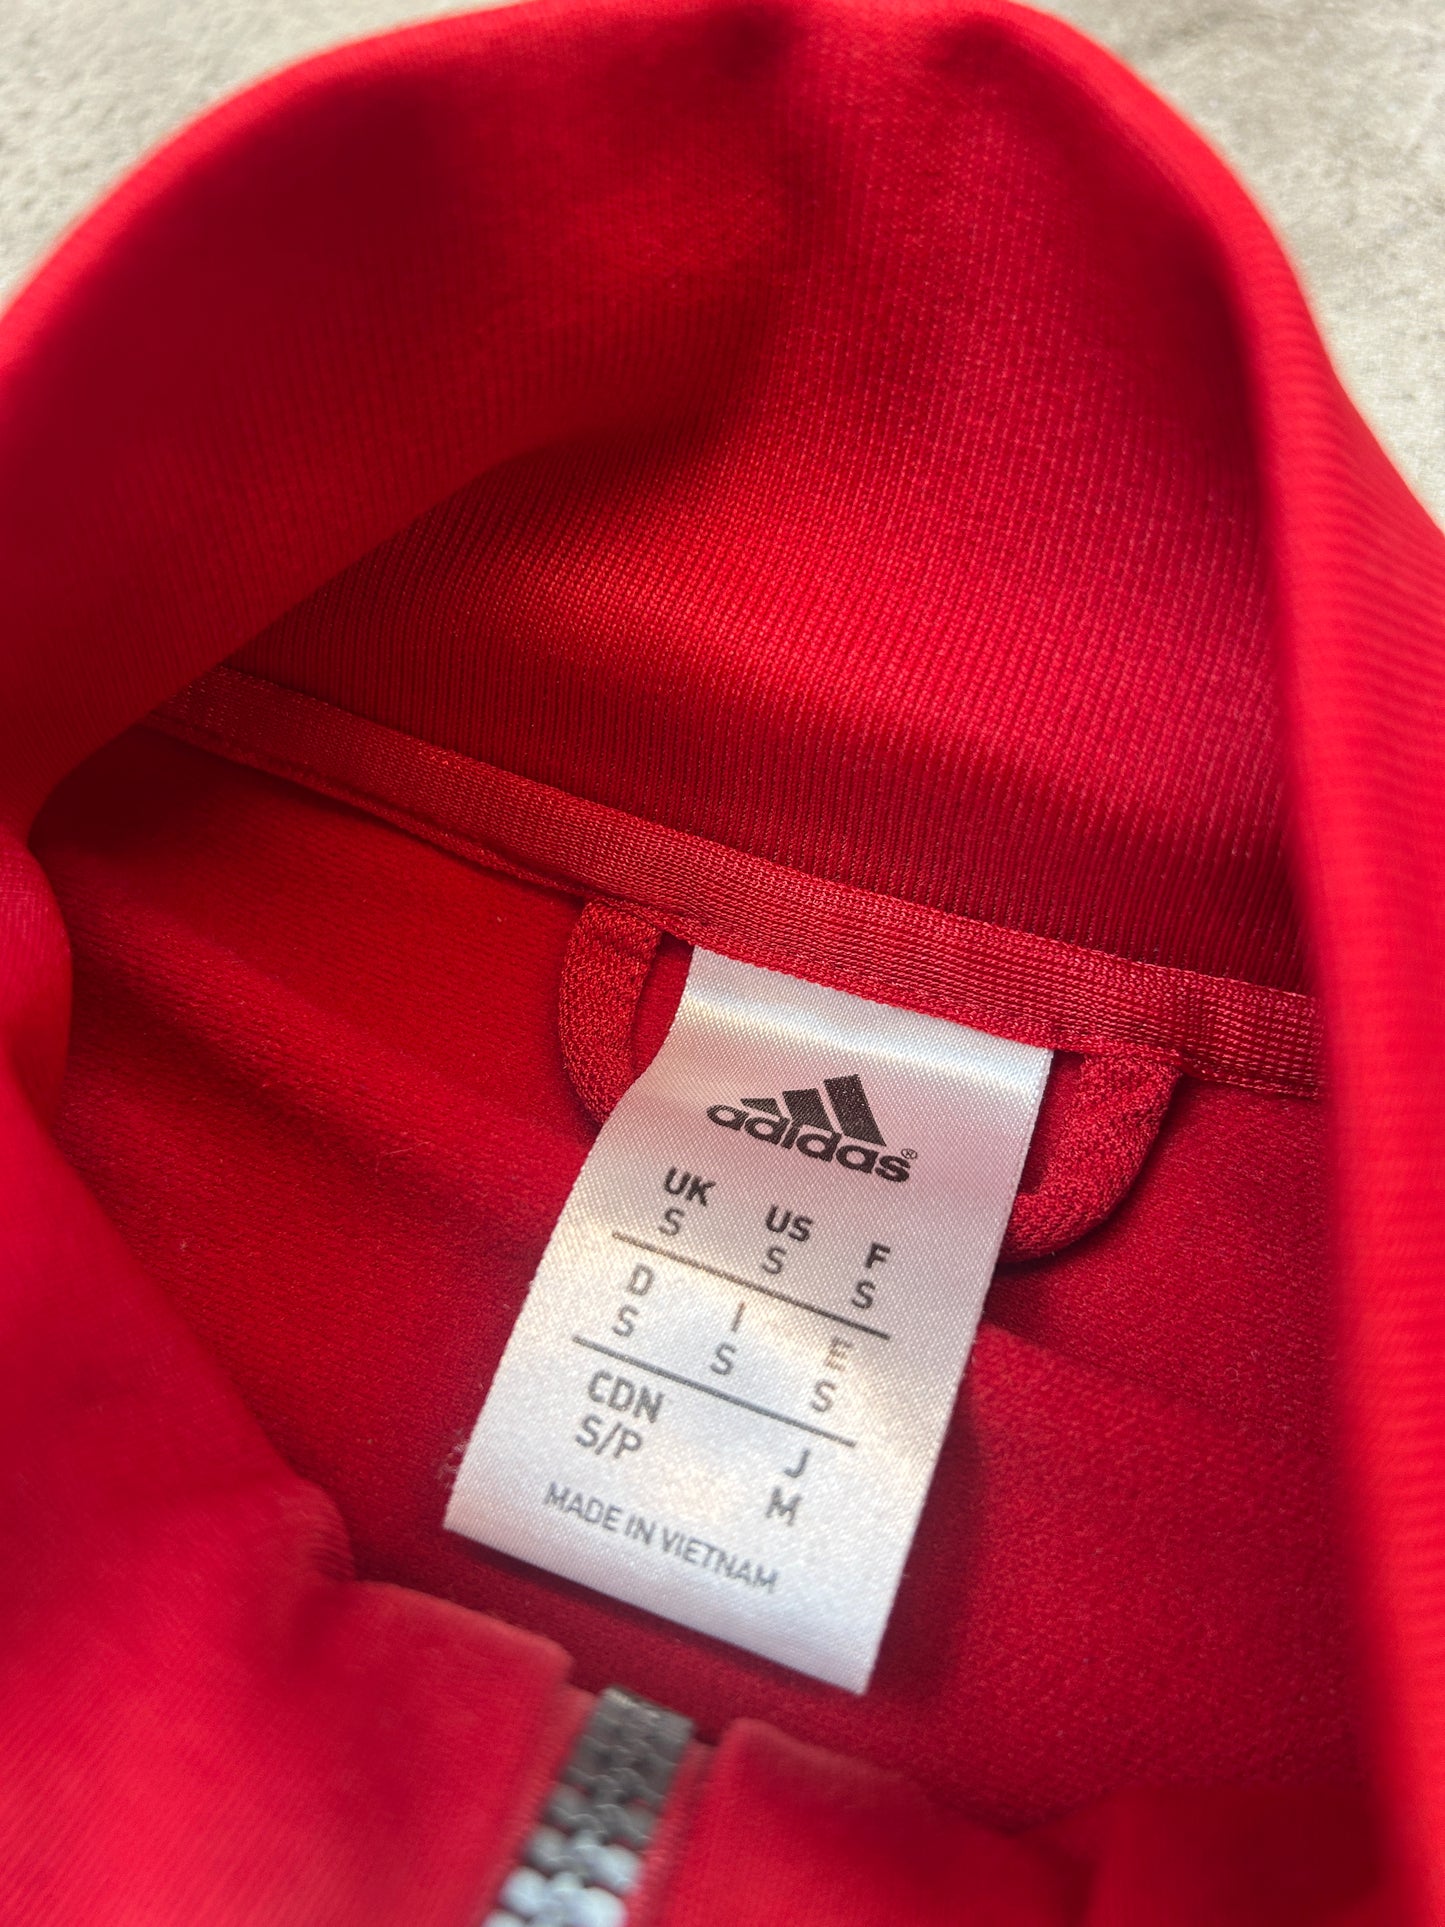 adidas®
UK US F
S S S
D I E
S S S
CDN J
S/P M
MADE IN VIETNAM